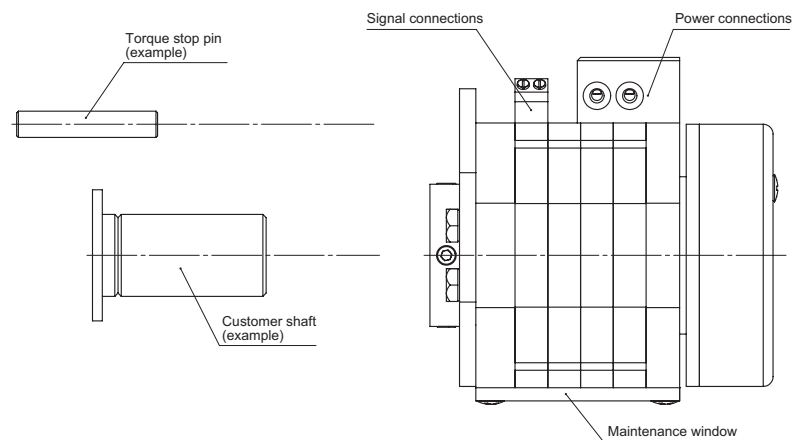 Signal connections
Power connections
Torque stop pin
(example)
Customer shaft
(example)
Maintenance window